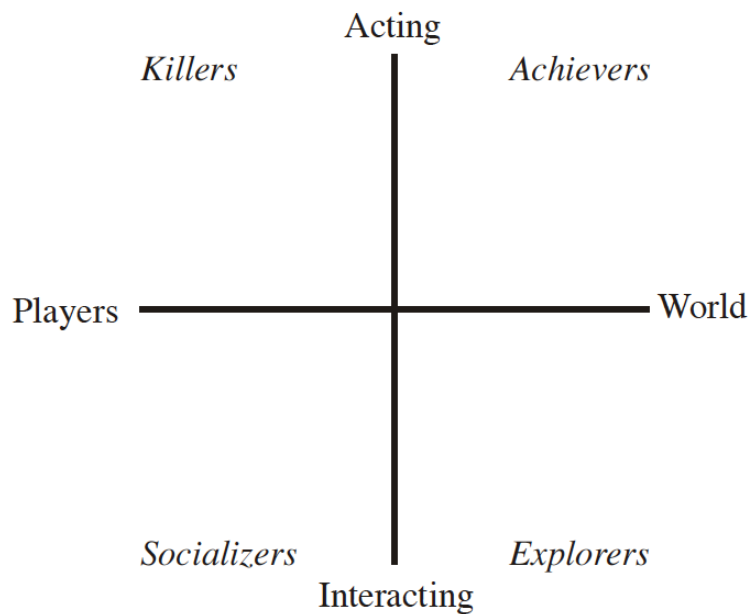 Acting
Killers
Achievers
Players
World
Socializers
Explorers
Interacting